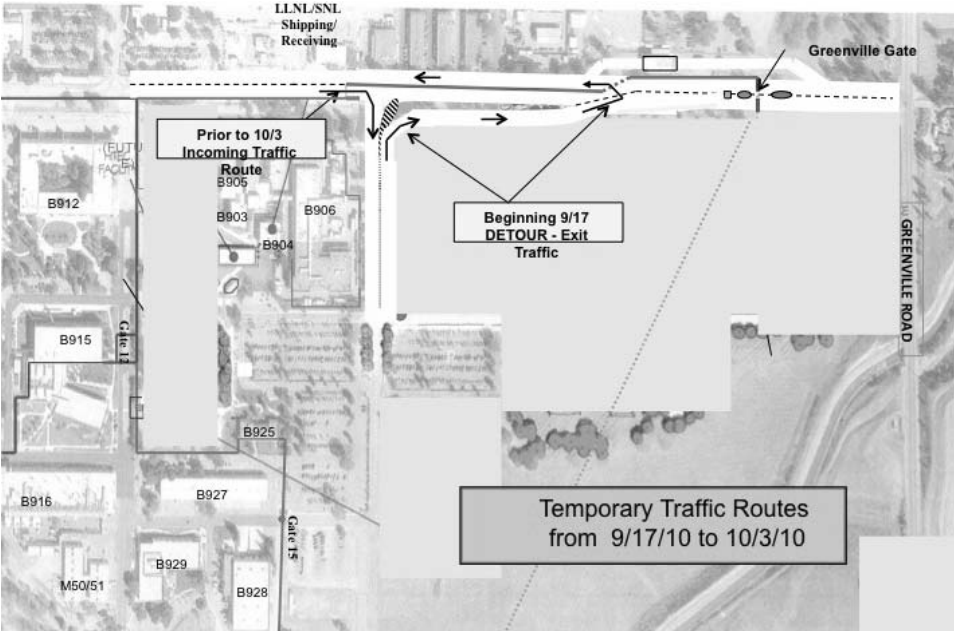 LLNL/SNL
Shipping/
Receiving
Greenville Gate
Prior to 10/3
Incoming Traffic
Route
(FUTU
FACI
B905
B912
B903
B906
B904
Beginning 9/17
DETOUR - Exit
Traffic
GREENVILLE ROAD
B915
Gate 12
B925
B916
B927
Gate 15
Temporary Traffic Routes
from 9/17/10 to 10/3/10
B929
M50/51
B928